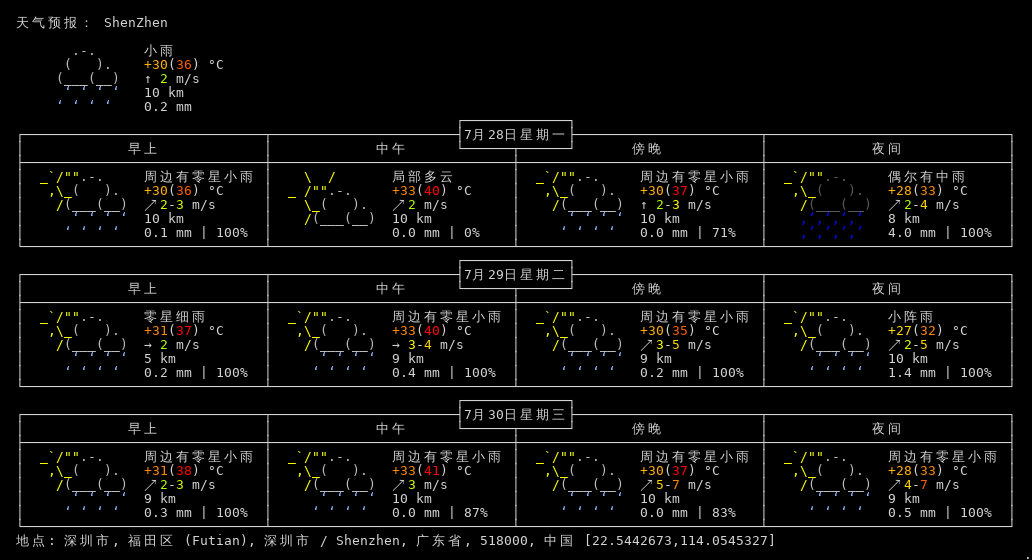 天气预报： ShenZhen
小雨
+30(36) °C
↑ 2 m/s
10 km
0.2 mm
7月28日星期一
早上 中午 傍晚 夜间
周边有零星小雨 局部多云 周边有零星小雨 偶尔有中雨
+30(36) °C +33(40) °C +30(37) °C +28(33) °C
↗2-3 m/s ↗2 m/s ↑ 2-3 m/s ↗2-4 m/s
10 km 10 km 10 km 8 km
0.1 mm | 100% 0.0 mm | 0% 0.0 mm | 71% 4.0 mm | 100%
7月29日星期二
早上 中午 傍晚 夜间
零星细雨 周边有零星小雨 周边有零星小雨 小阵雨
+31(37) °C +33(40) °C +30(35) °C +27(32) °C
→ 2 m/s → 3-4 m/s ↗3-5 m/s ↗2-5 m/s
5 km 9 km 9 km 10 km
0.2 mm | 100% 0.4 mm | 100% 0.2 mm | 100% 1.4 mm | 100%
7月30日星期三
早上 中午 傍晚 夜间
周边有零星小雨 周边有零星小雨 周边有零星小雨 周边有零星小雨
+31(38) °C +33(41) °C +30(37) °C +28(33) °C
↗2-3 m/s ↗3 m/s ↗5-7 m/s ↗4-7 m/s
9 km 10 km 10 km 9 km
0.3 mm | 100% 0.0 mm | 87% 0.0 mm | 83% 0.5 mm | 100%
地点: 深圳市, 福田区 (Futian), 深圳市 / Shenzhen, 广东省, 518000, 中国 [22.5442673,114.0545327]